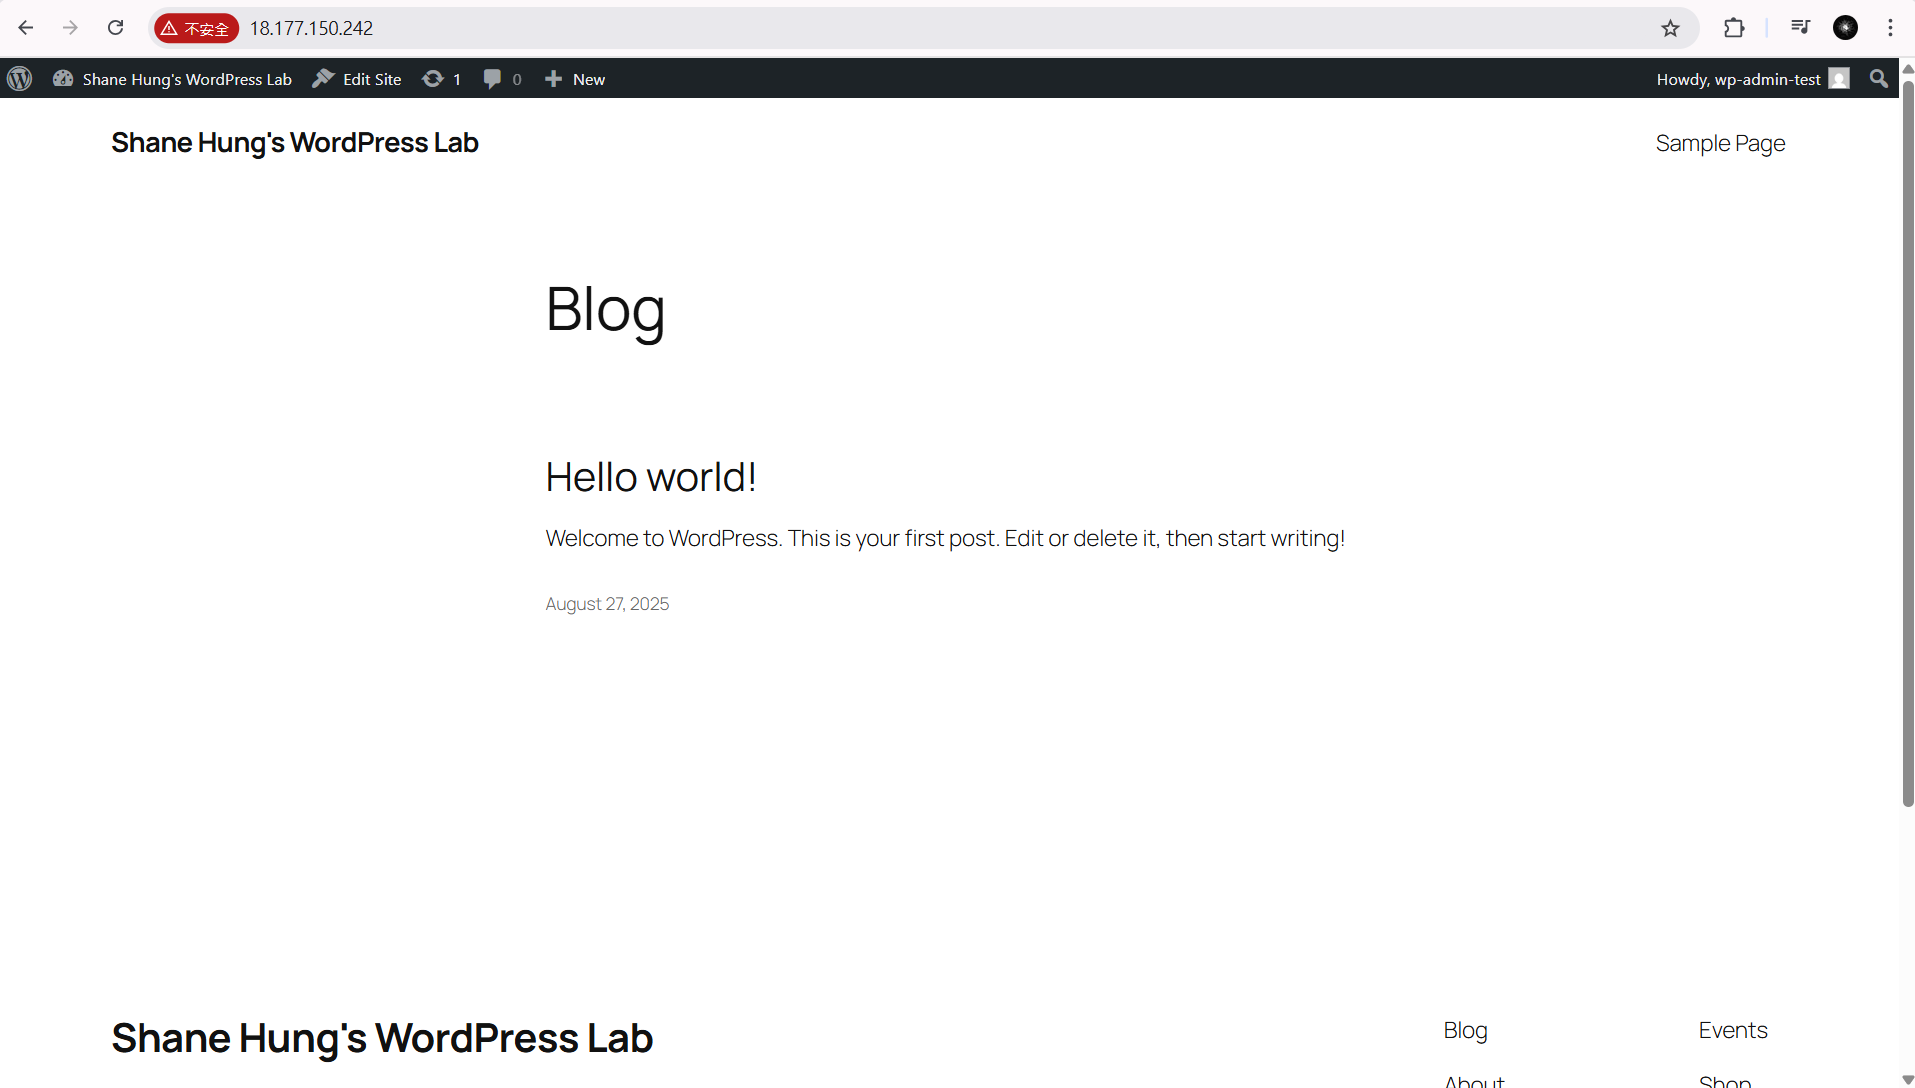 不安全 18.177.150.242
Shane Hung's WordPress Lab Edit Site 1 0 New Howdy, wp-admin-test
Shane Hung's WordPress Lab Sample Page
Blog
Hello world!
Welcome to WordPress. This is your first post. Edit or delete it, then start writing!
August 27, 2025
Shane Hung's WordPress Lab Blog Events
About Shop